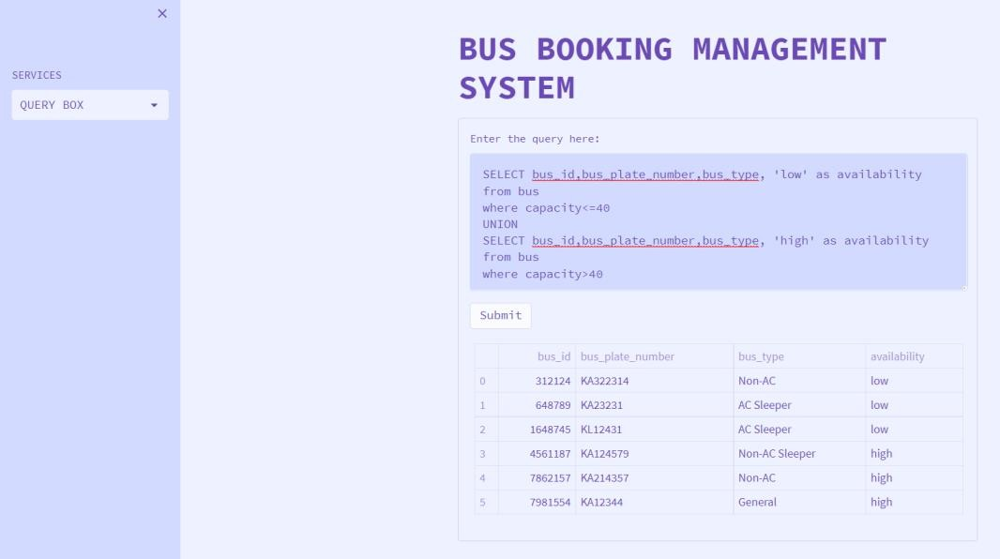 SERVICES
QUERY BOX
BUS BOOKING MANAGEMENT
SYSTEM
Enter the query here:
SELECT bus_id,bus_plate_number,bus_type, 'low' as availability
from bus
where capacity<=40
UNION
SELECT bus_id,bus_plate_number,bus_type, 'high' as availability
from bus
where capacity>40
Submit
bus_id bus_plate_number bus_type availability
0 312124 KA322314 Non-AC low
1 648789 KA23231 AC Sleeper low
2 1648745 KL12431 AC Sleeper low
3 4561187 KA124579 Non-AC Sleeper high
4 7862157 KA214357 Non-AC high
5 7981554 KA12344 General high